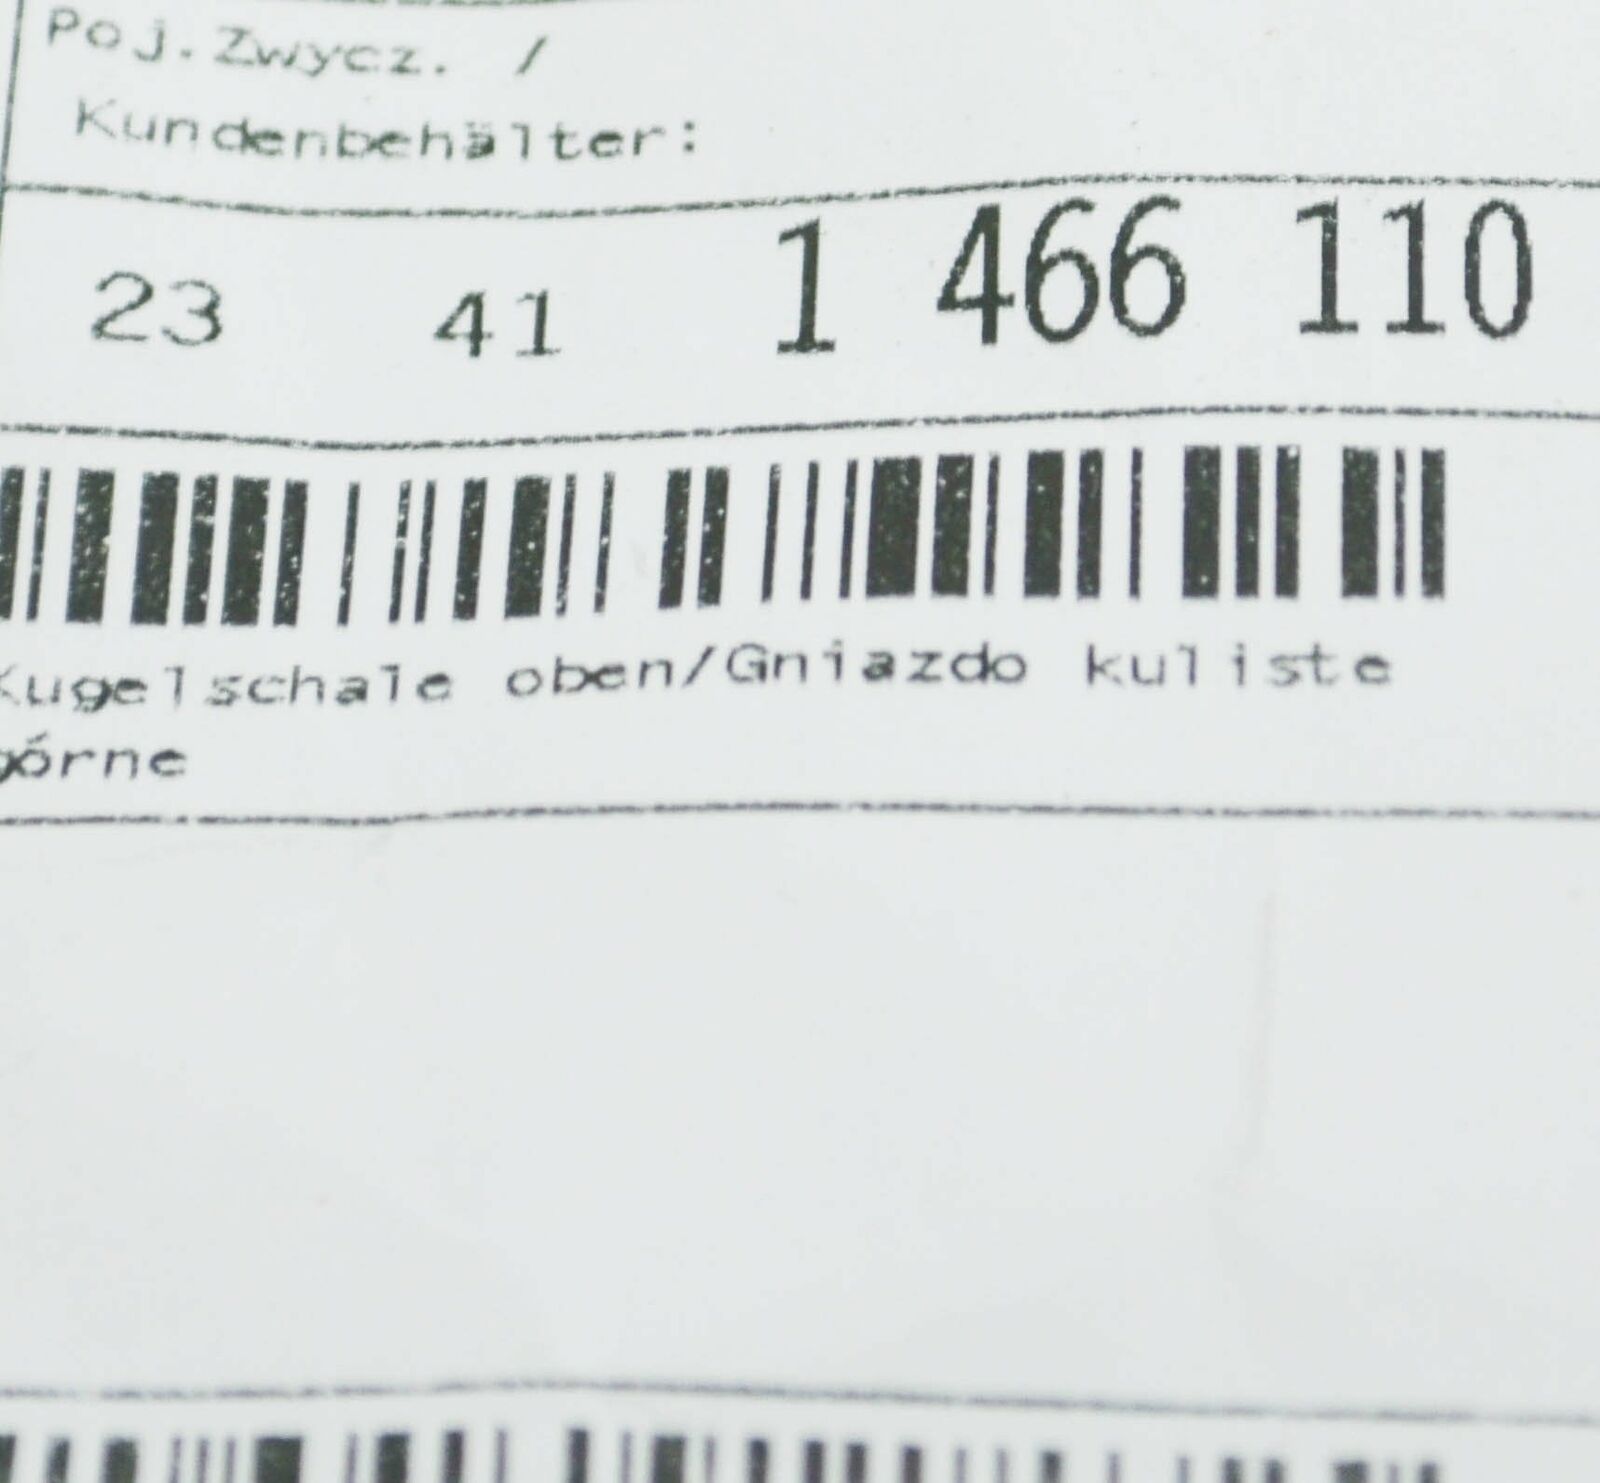 Poj.Zwycz. /
Kundenbehälter:
23 41 1 466 110
Kugelschale oben/Gniazdo kuliste
górne